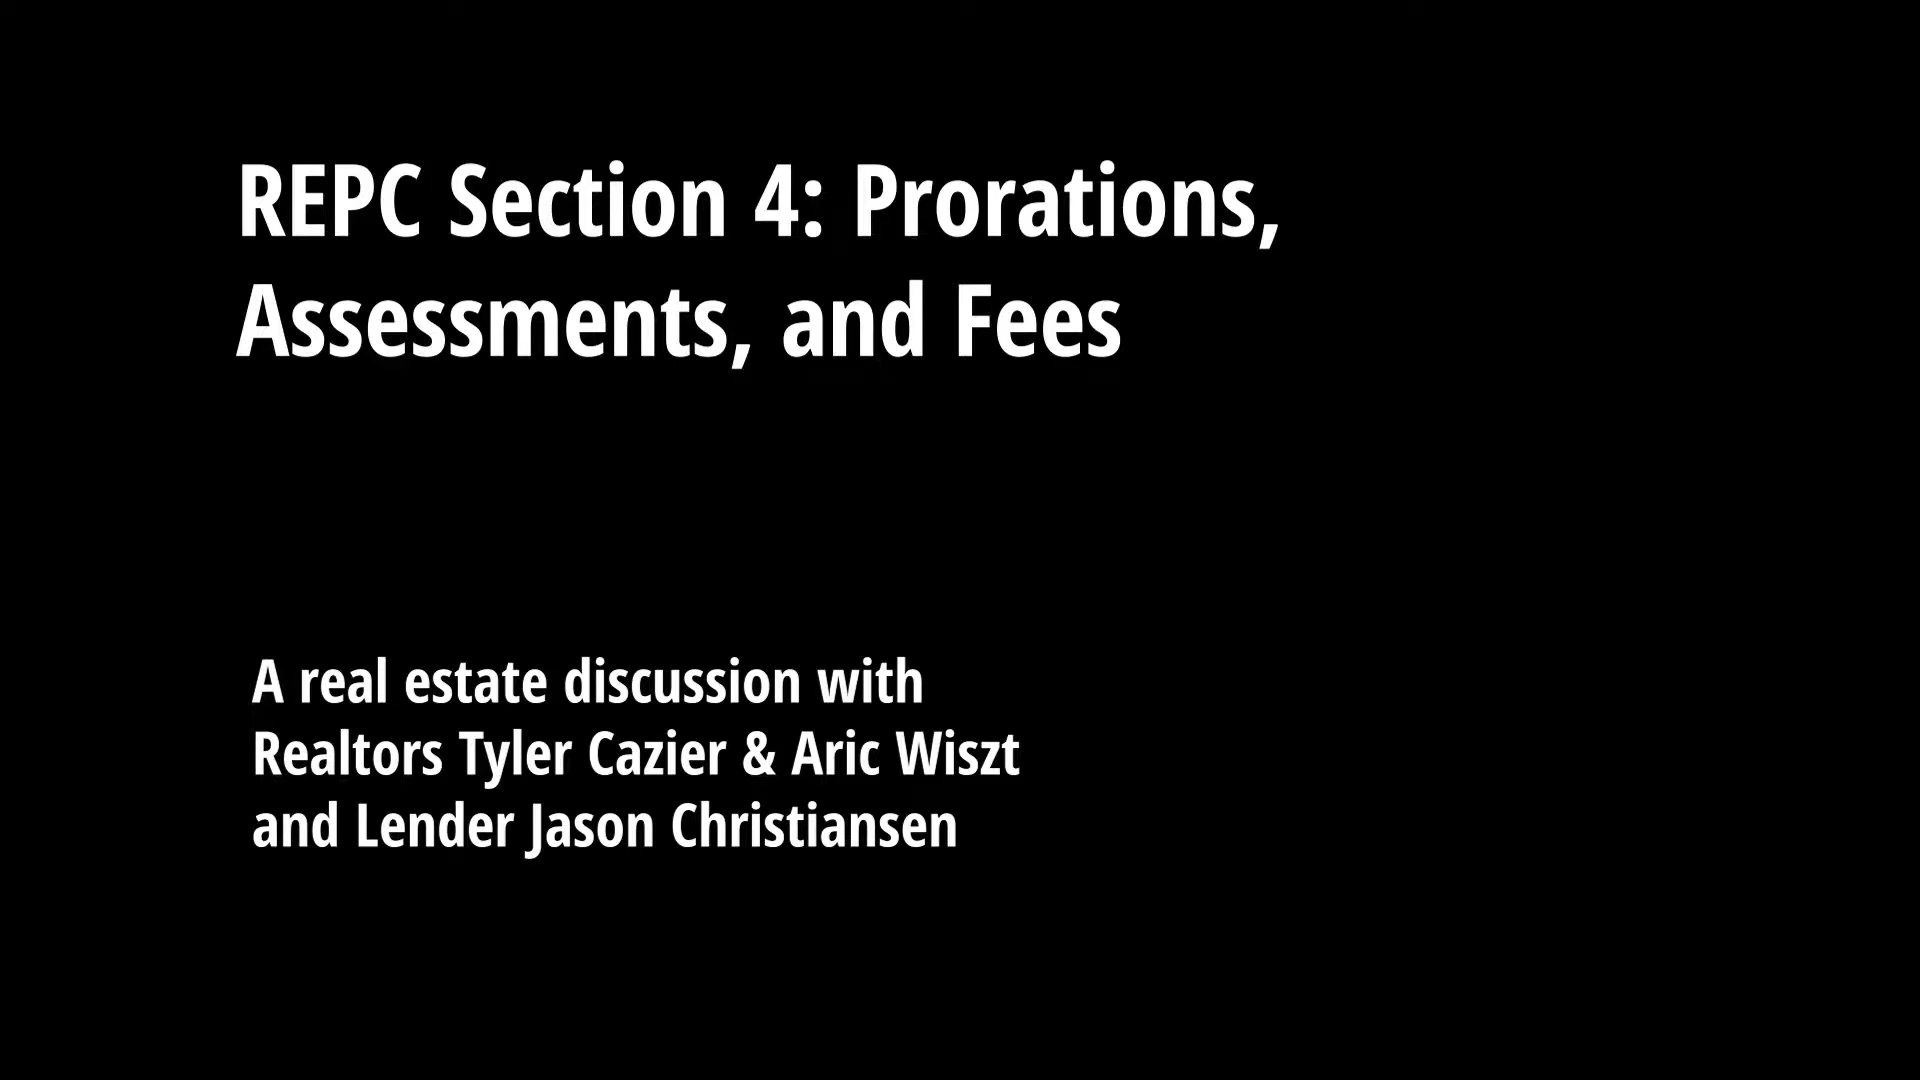 REPC Section 4: Prorations,
Assessments, and Fees
A real estate discussion with
Realtors Tyler Cazier & Aric Wiszt
and Lender Jason Christiansen